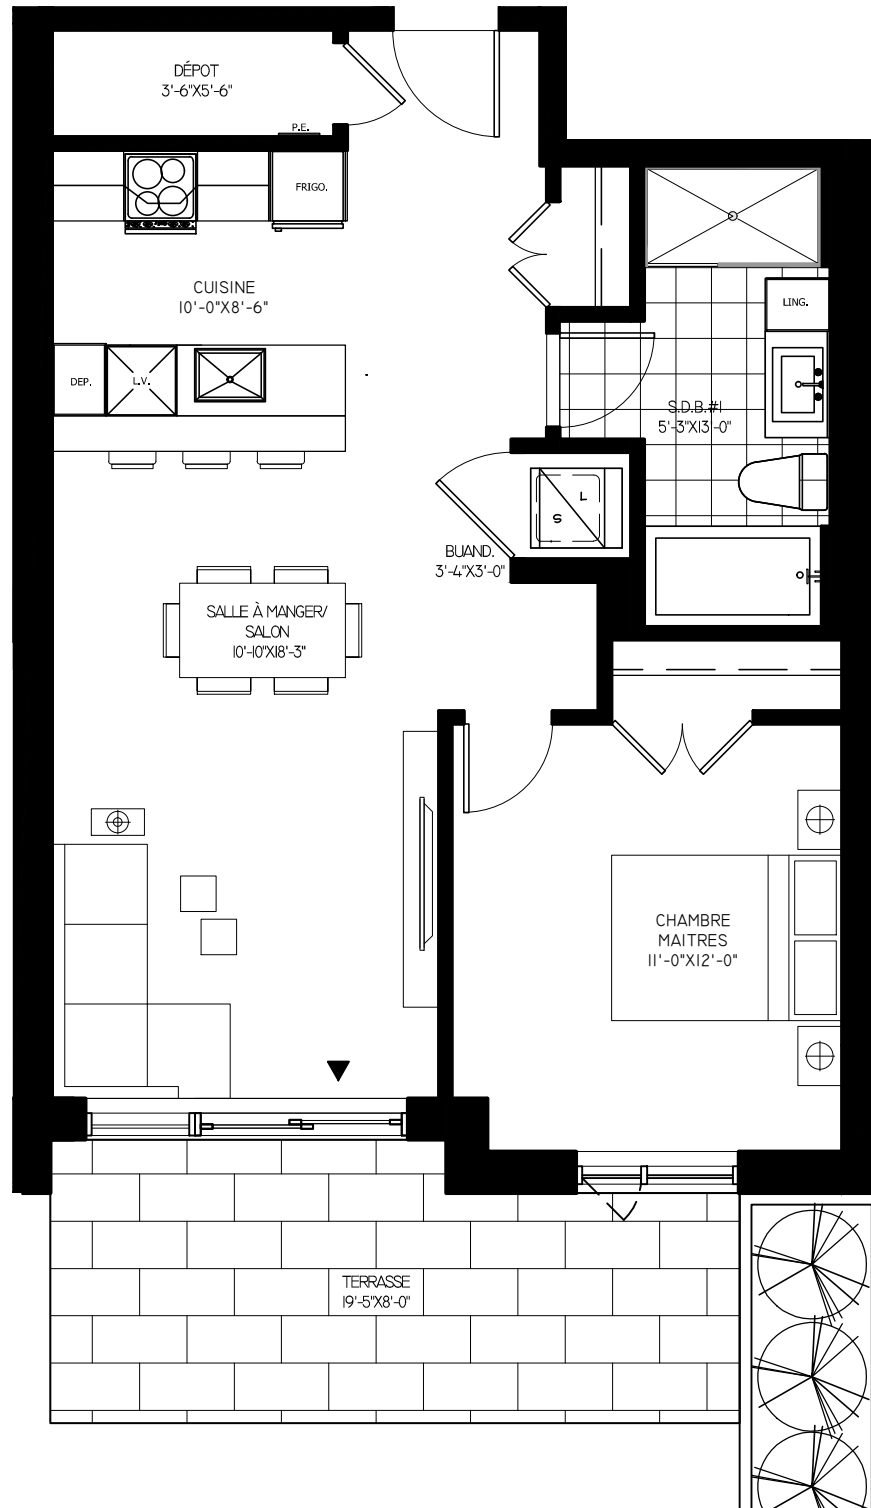 DÉPOT
3'-6"X5'-6"
P.E.
FRIGO.
CUISINE
10'-0"X8'-6"
LING.
DEP.
L.V.
S.D.B.#1
5'-3"X13'-0"
L
S
BUAND.
3'-4"X3'-0"
SALLE À MANGER/
SALON
10'-10"X18'-3"
CHAMBRE
MAITRES
11'-0"X12'-0"
TERRASSE
19'-5"X8'-0"